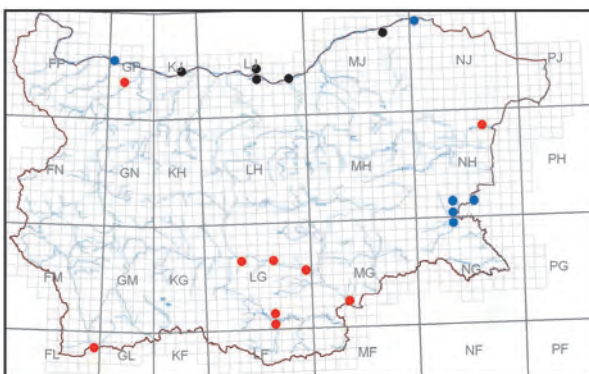 FP GP KJ LJ MJ NJ PJ
FN GN KH LH MH NH PH
FM GM KG LG MG NG PG
FL GL KF LF MF NF PF